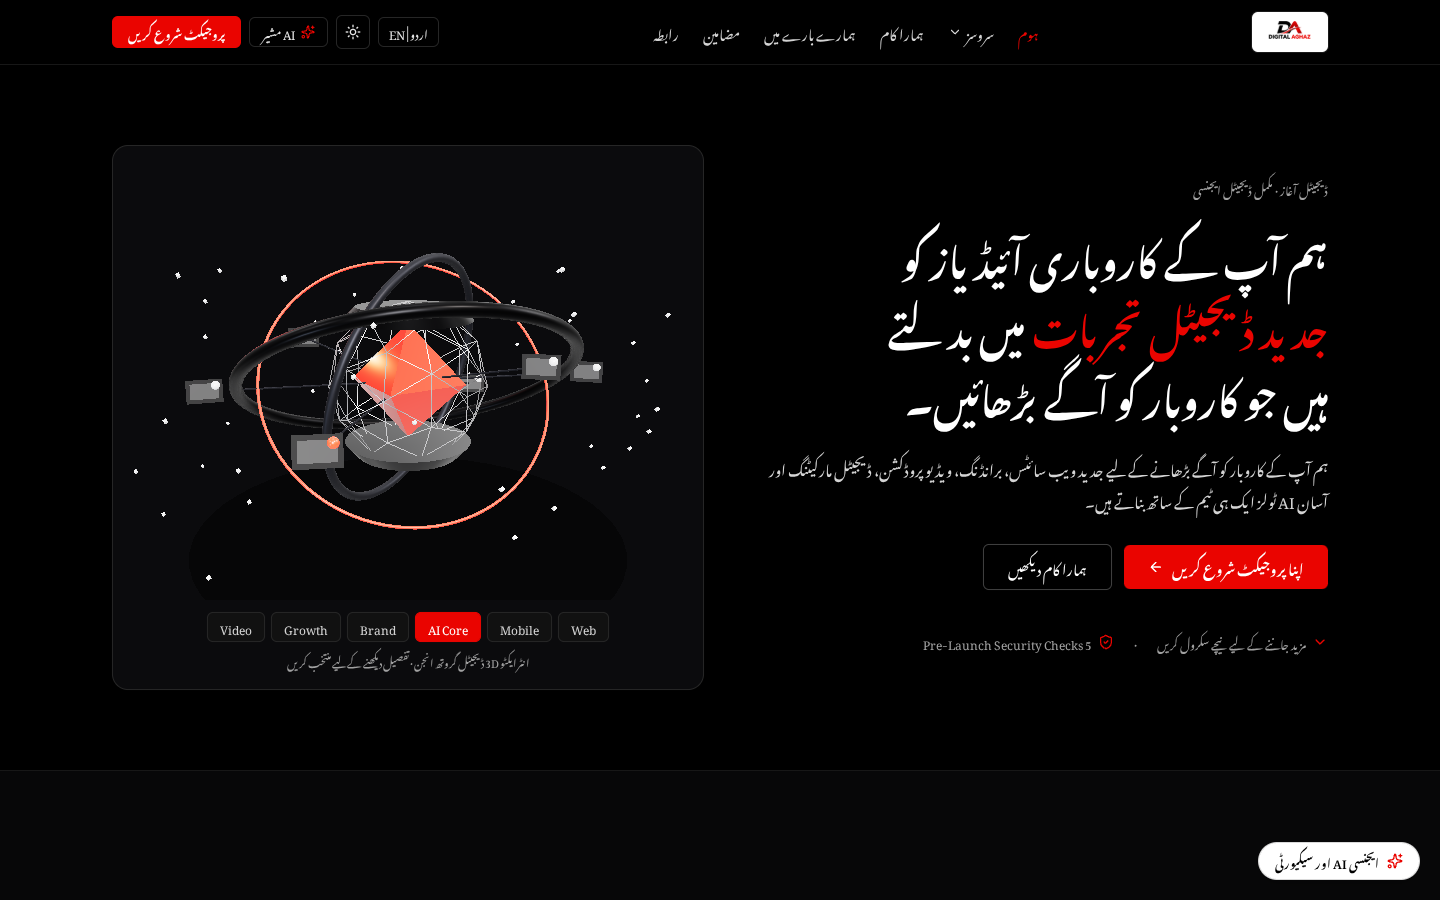 DA
DIGITAL AGHAZ
ہوم
سروسز
ہمارا کام
ہمارے بارے میں
مضامین
رابطہ
اردو|EN
AI مشیر
پروجیکٹ شروع کریں
ڈیجیٹل آغاز · مکمل ڈیجیٹل ایجنسی
ہم آپ کے کاروباری آئیڈیاز کو
جدید ڈیجیٹل تجربات میں بدلتے
ہیں جو کاروبار کو آگے بڑھائیں۔
ہم آپ کے کاروبار کو آگے بڑھانے کے لیے جدید ویب سائٹس، برانڈنگ، ویڈیو پروڈکشن، ڈیجیٹل مارکیٹنگ اور
آسان AI ٹولز ایک ہی ٹیم کے ساتھ بناتے ہیں۔
اپنا پروجیکٹ شروع کریں
ہمارا کام دیکھیں
مزید جاننے کے لیے نیچے سکرول کریں
·
5 Pre-Launch Security Checks
Video
Growth
Brand
AI Core
Mobile
Web
انٹرایکٹو 3D ڈیجیٹل گروتھ انجن · تفصیل دیکھنے کے لیے منتخب کریں
ایجنسی AI اور سیکیورٹی